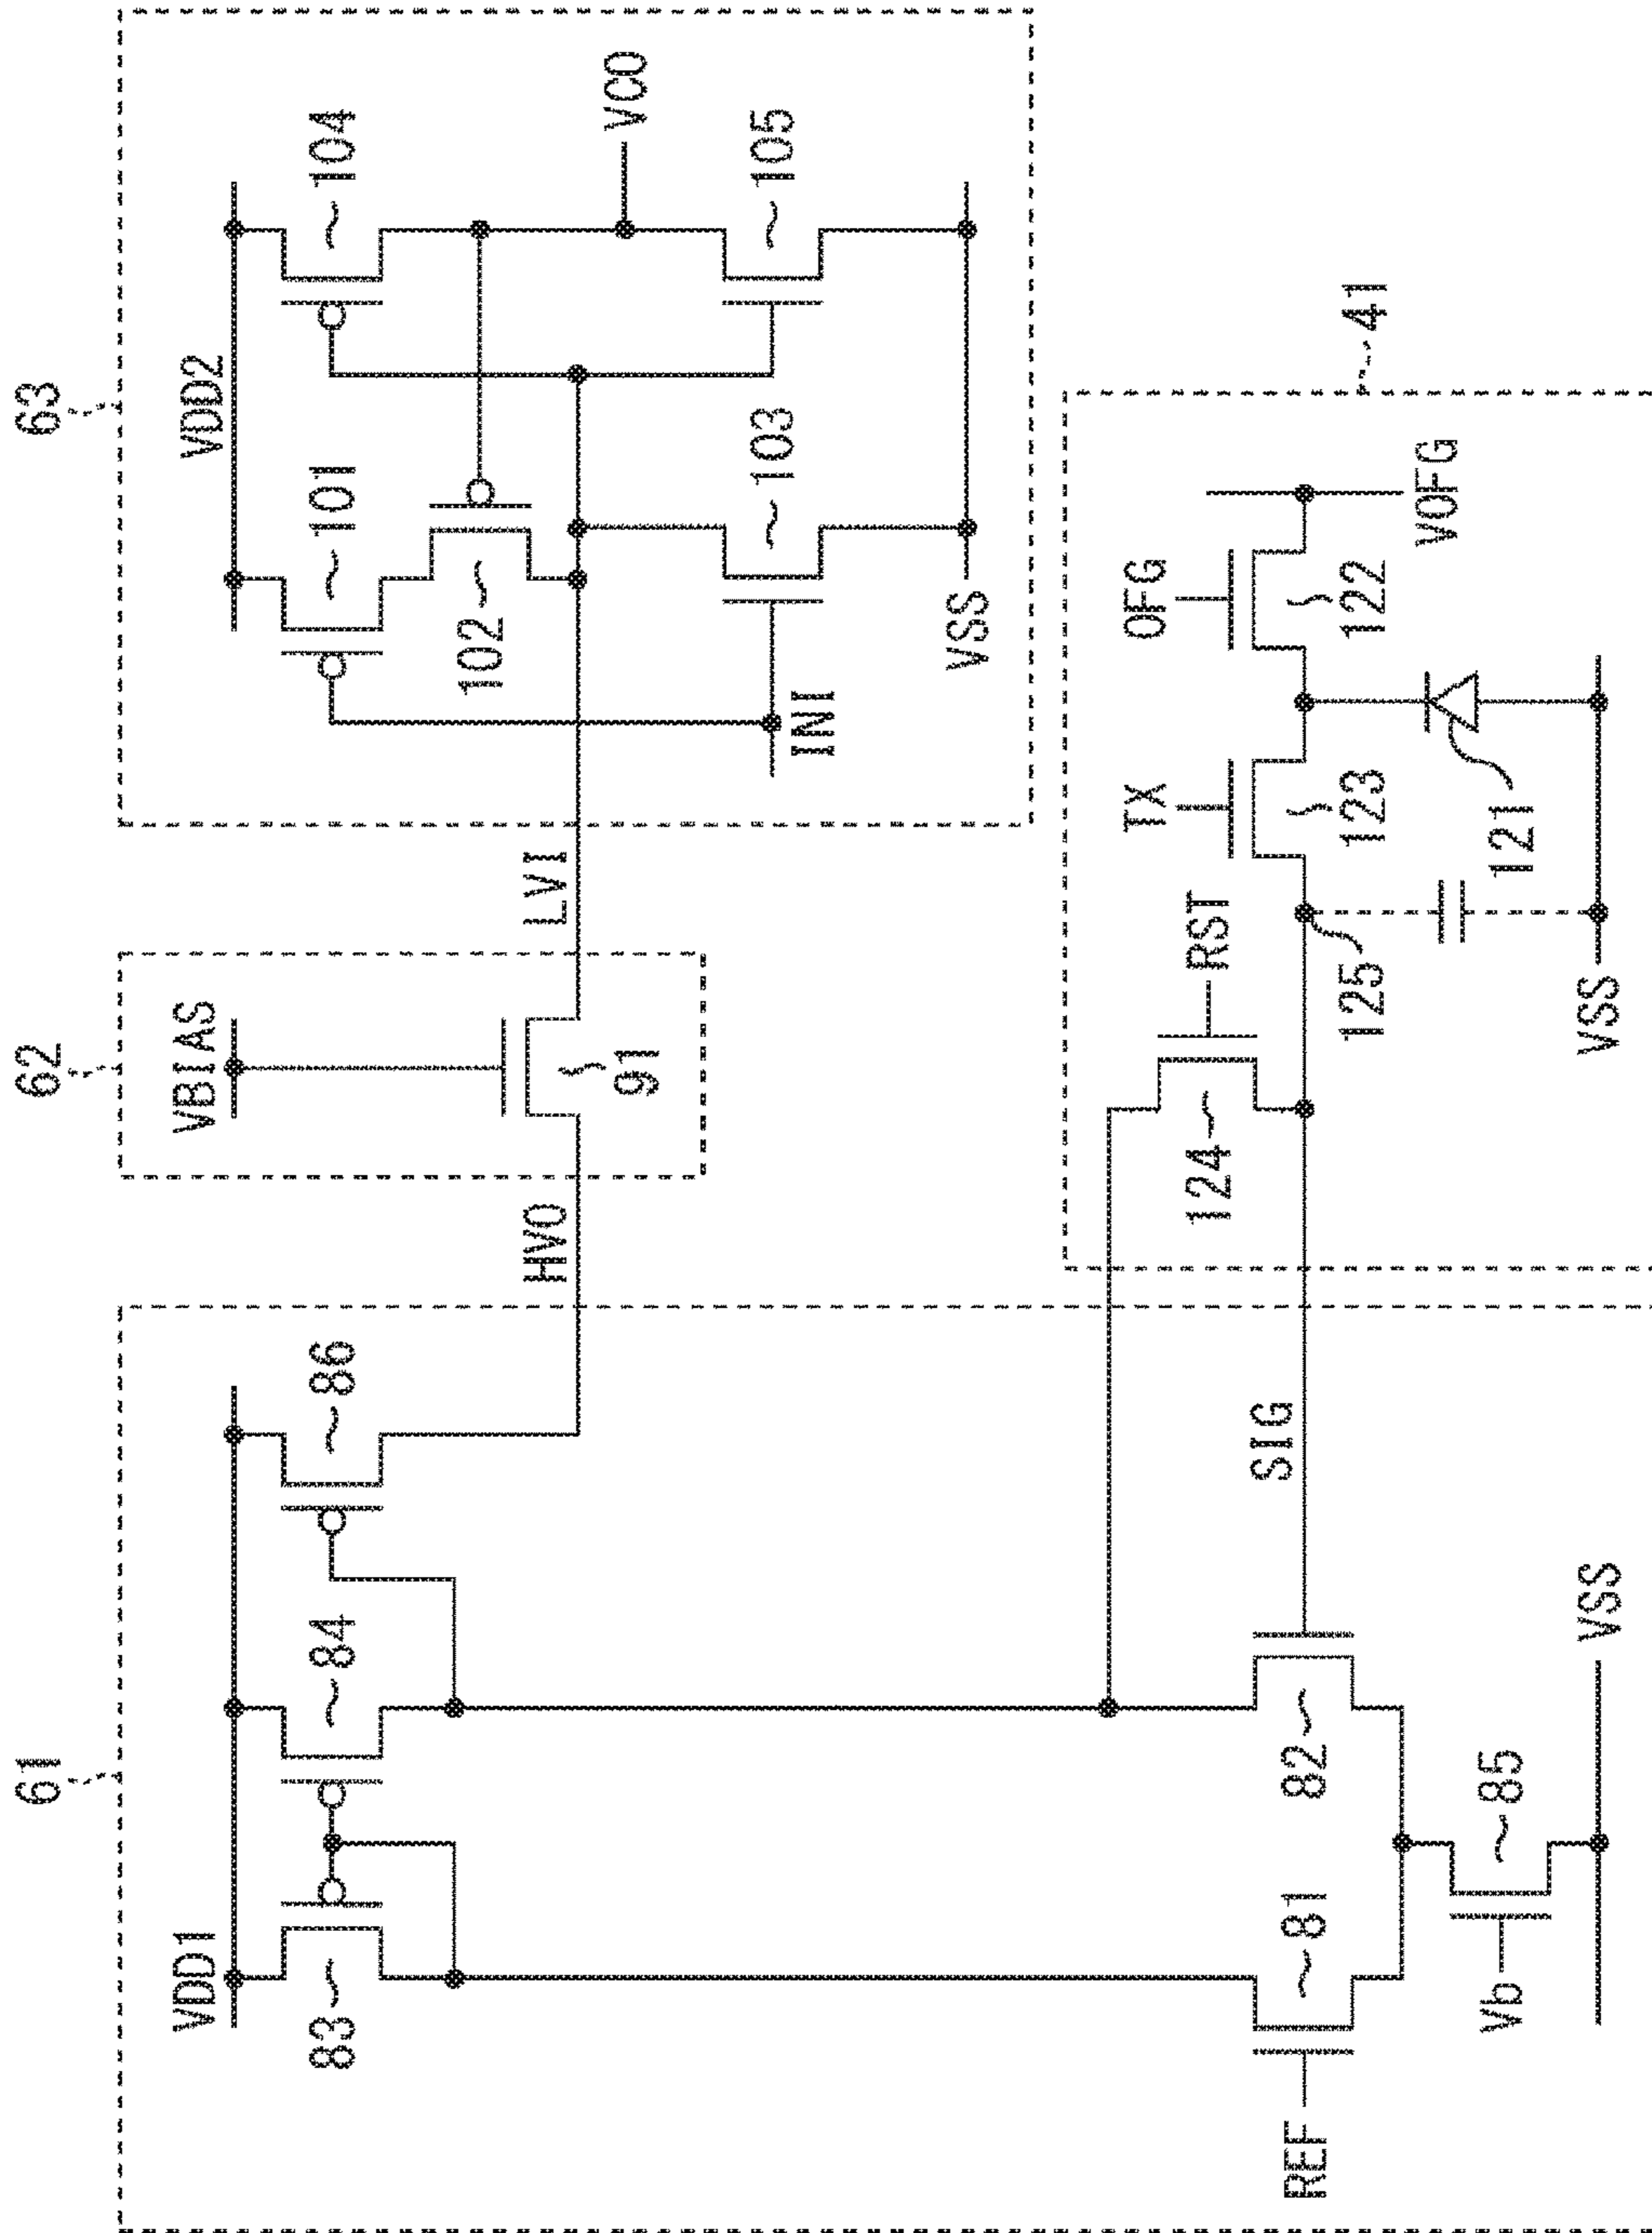 61
62
63
VDD1
VBIAS
VDD2
83
84
86
HVO
91
LVI
101
102
103
104
105
VCO
INI
VSS
REF
81
82
Vb
85
VSS
SIG
41
124
RST
TX
OFG
123
122
VOFG
125
121
VSS